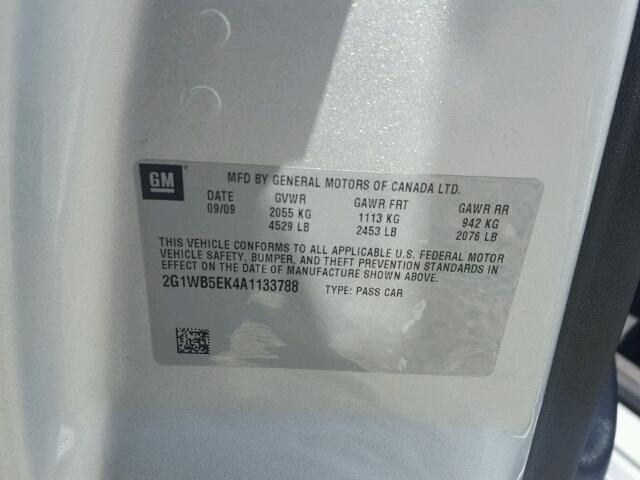 GM
MFD BY GENERAL MOTORS OF CANADA LTD.
DATE GVWR GAWR FRT GAWR RR
09/09 2055 KG 1113 KG 942 KG
4529 LB 2453 LB 2076 LB
THIS VEHICLE CONFORMS TO ALL APPLICABLE U.S. FEDERAL MOTOR
VEHICLE SAFETY, BUMPER, AND THEFT PREVENTION STANDARDS IN
EFFECT ON THE DATE OF MANUFACTURE SHOWN ABOVE.
2G1WB5EK4A1133788 TYPE: PASS CAR